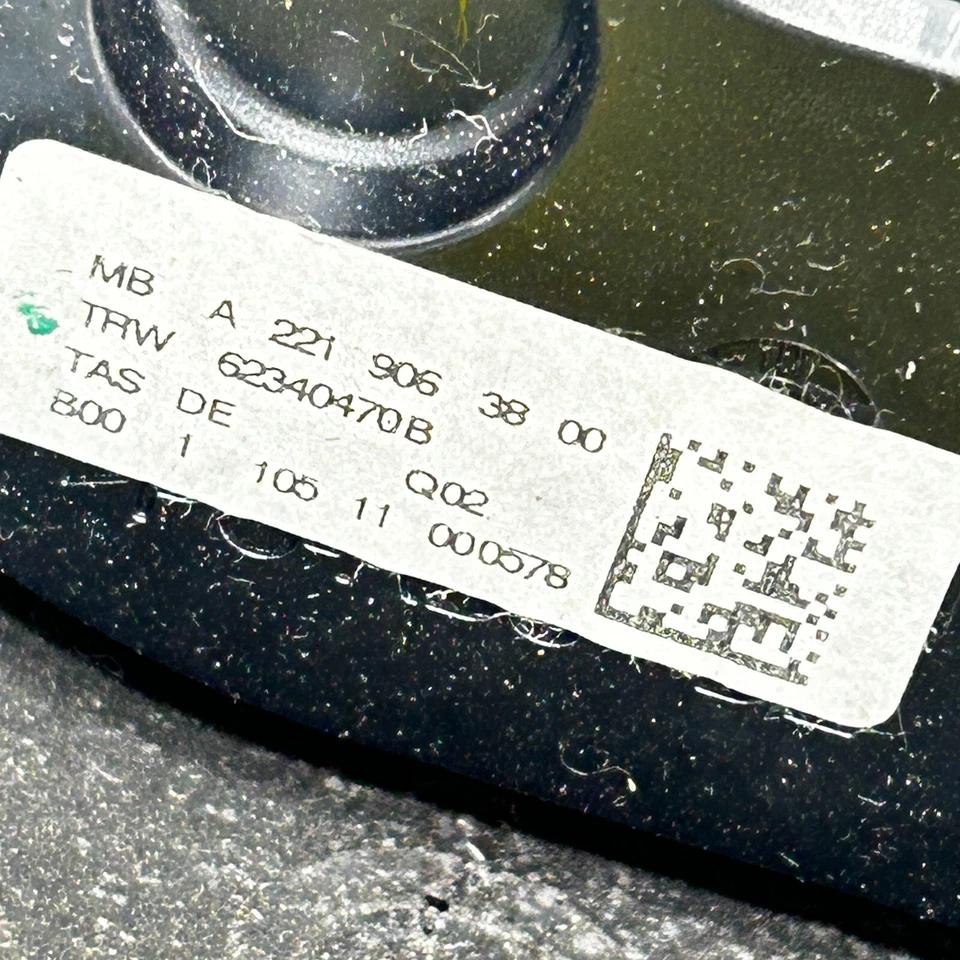 MB A 221 906 38 00
TRW 62340470B
TAS DE Q02
B00 1 105 11 000578